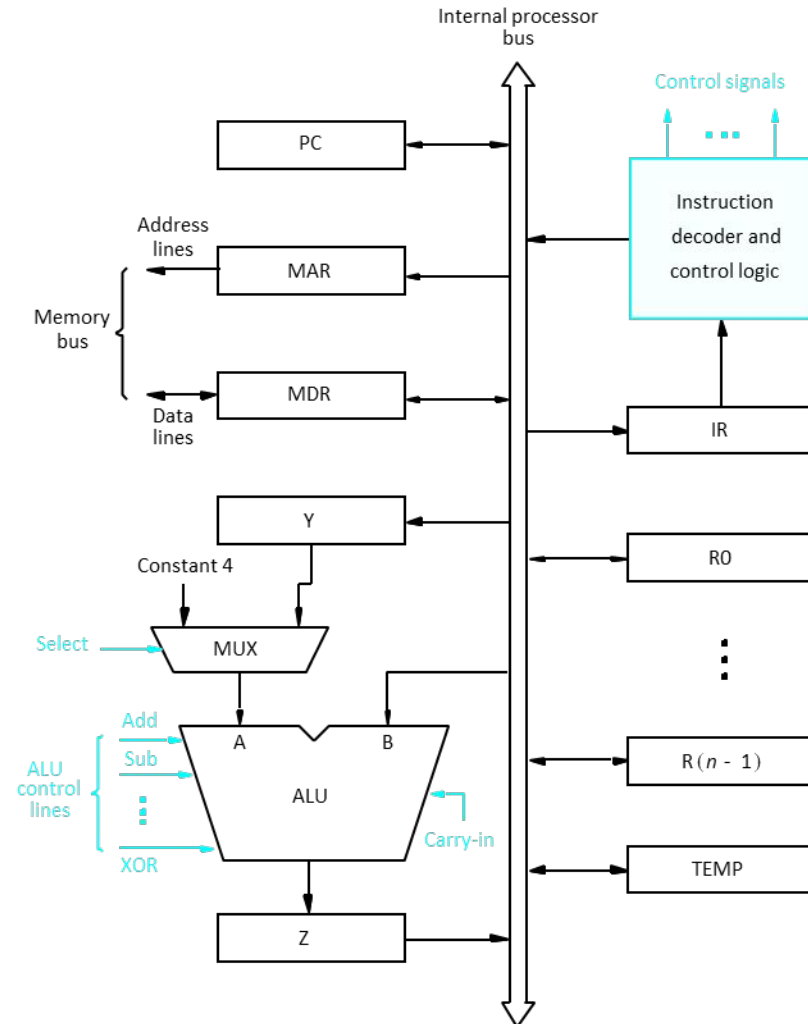 Internal processor
bus
Control signals
PC
Instruction
decoder and
control logic
Address
lines
MAR
Memory
bus
MDR
Data
lines
IR
Y
Constant 4
R0
Select
MUX
Add
A
B
Sub
ALU
control
lines
ALU
R(n - 1)
Carry-in
XOR
TEMP
Z